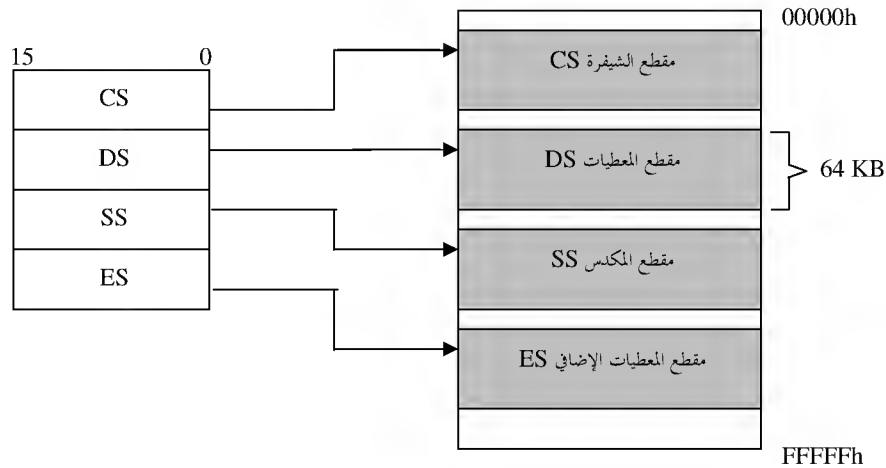 00000h
15 0
CS
DS
SS
ES
مقطع الشيفرة CS
مقطع المعطيات DS
64 KB
مقطع المكدس SS
مقطع المعطيات الإضافي ES
FFFFFh